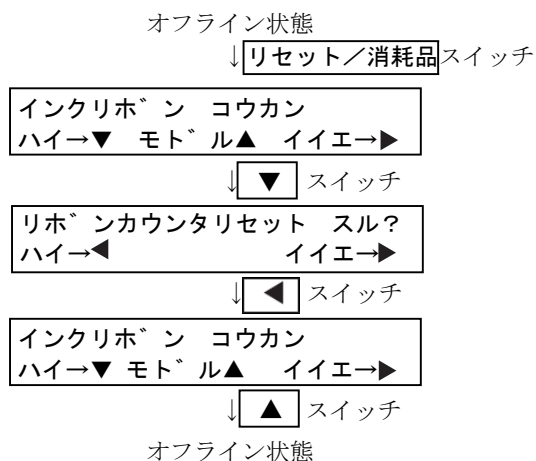 オフライン状態
↓リセット／消耗品スイッチ
インクリホ゛ン　コウカン
ハイ→▼　モト゛ル▲　イイエ→▶
↓▼ スイッチ
リホ゛ンカウンタリセット　スル？
ハイ→◀　イイエ→▶
↓◀ スイッチ
インクリホ゛ン　コウカン
ハイ→▼ モト゛ル▲　イイエ→▶
↓▲ スイッチ
オフライン状態